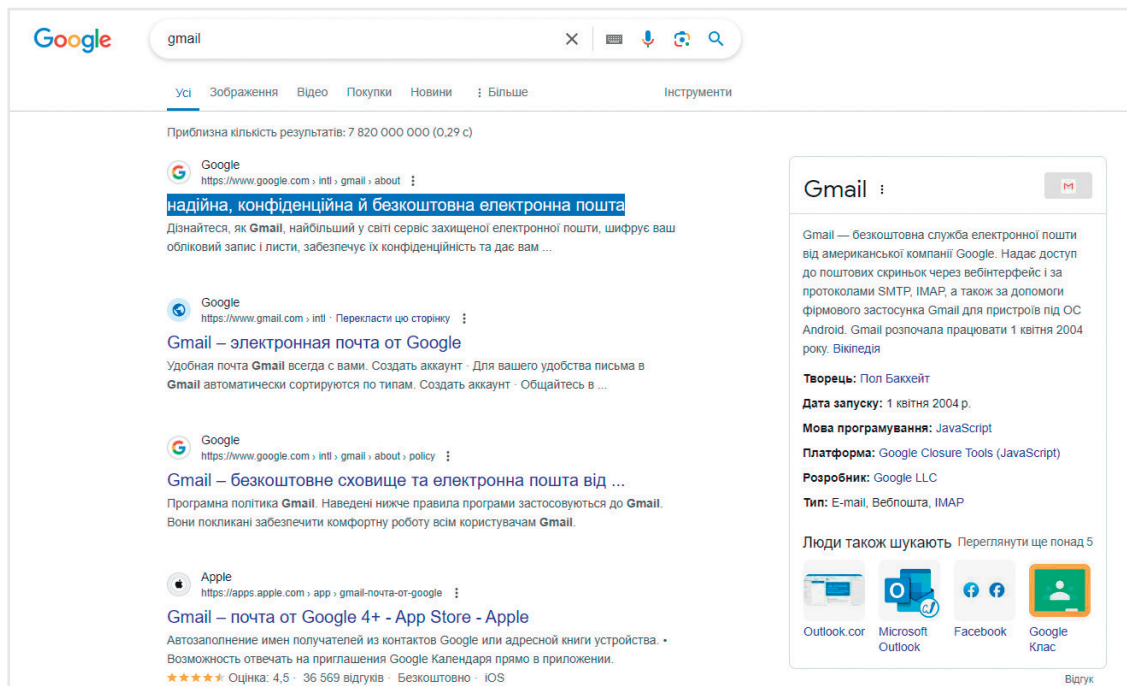 Google
gmail
Усі Зображення Відео Покупки Новини Більше Інструменти
Приблизна кількість результатів: 7 820 000 000 (0,29 с)
Google
https://www.google.com › intl › gmail › about
надійна, конфіденційна й безкоштовна електронна пошта
Дізнайтеся, як Gmail, найбільший у світі сервіс захищеної електронної пошти, шифрує ваш
обліковий запис і листи, забезпечує їх конфіденційність та дає вам ...
Google
https://www.gmail.com › intl · Перекласти цю сторінку
Gmail – электронная почта от Google
Удобная почта Gmail всегда с вами. Создать аккаунт · Для вашего удобства письма в
Gmail автоматически сортируются по типам. Создать аккаунт · Общайтесь в ...
Google
https://www.google.com › intl › gmail › about › policy
Gmail – безкоштовне сховище та електронна пошта від ...
Програмна політика Gmail. Наведені нижче правила програми застосовуються до Gmail.
Вони покликані забезпечити комфортну роботу всім користувачам Gmail.
Apple
https://apps.apple.com › app › gmail-почта-от-google
Gmail – почта от Google 4+ - App Store - Apple
Автозаполнение имен получателей из контактов Google или адресной книги устройства. •
Возможность отвечать на приглашения Google Календаря прямо в приложении.
Оцінка: 4,5 · 36 569 відгуків · Безкоштовно · iOS
Gmail
Gmail — безкоштовна служба електронної пошти
від американської компанії Google. Надає доступ
до поштових скриньок через вебінтерфейс і за
протоколами SMTP, IMAP, а також за допомоги
фірмового застосунка Gmail для пристроїв під ОС
Android. Gmail розпочала працювати 1 квітня 2004
року. Вікіпедія
Творець: Пол Бакхейт
Дата запуску: 1 квітня 2004 р.
Мова програмування: JavaScript
Платформа: Google Closure Tools (JavaScript)
Розробник: Google LLC
Тип: E-mail, Вебпошта, IMAP
Люди також шукають Переглянути ще понад 5
Outlook.cor Microsoft Facebook Google
Outlook Клас
Відгук